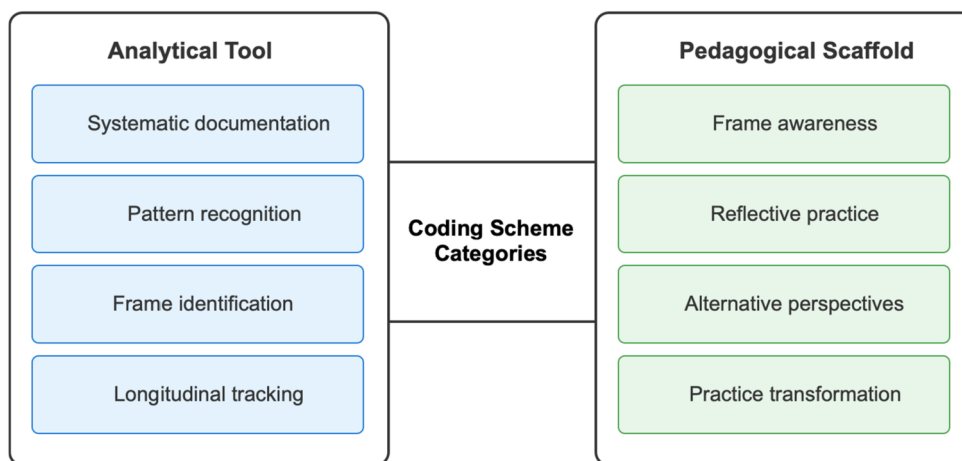 Analytical Tool
Systematic documentation
Pattern recognition
Frame identification
Longitudinal tracking
Coding Scheme
Categories
Pedagogical Scaffold
Frame awareness
Reflective practice
Alternative perspectives
Practice transformation